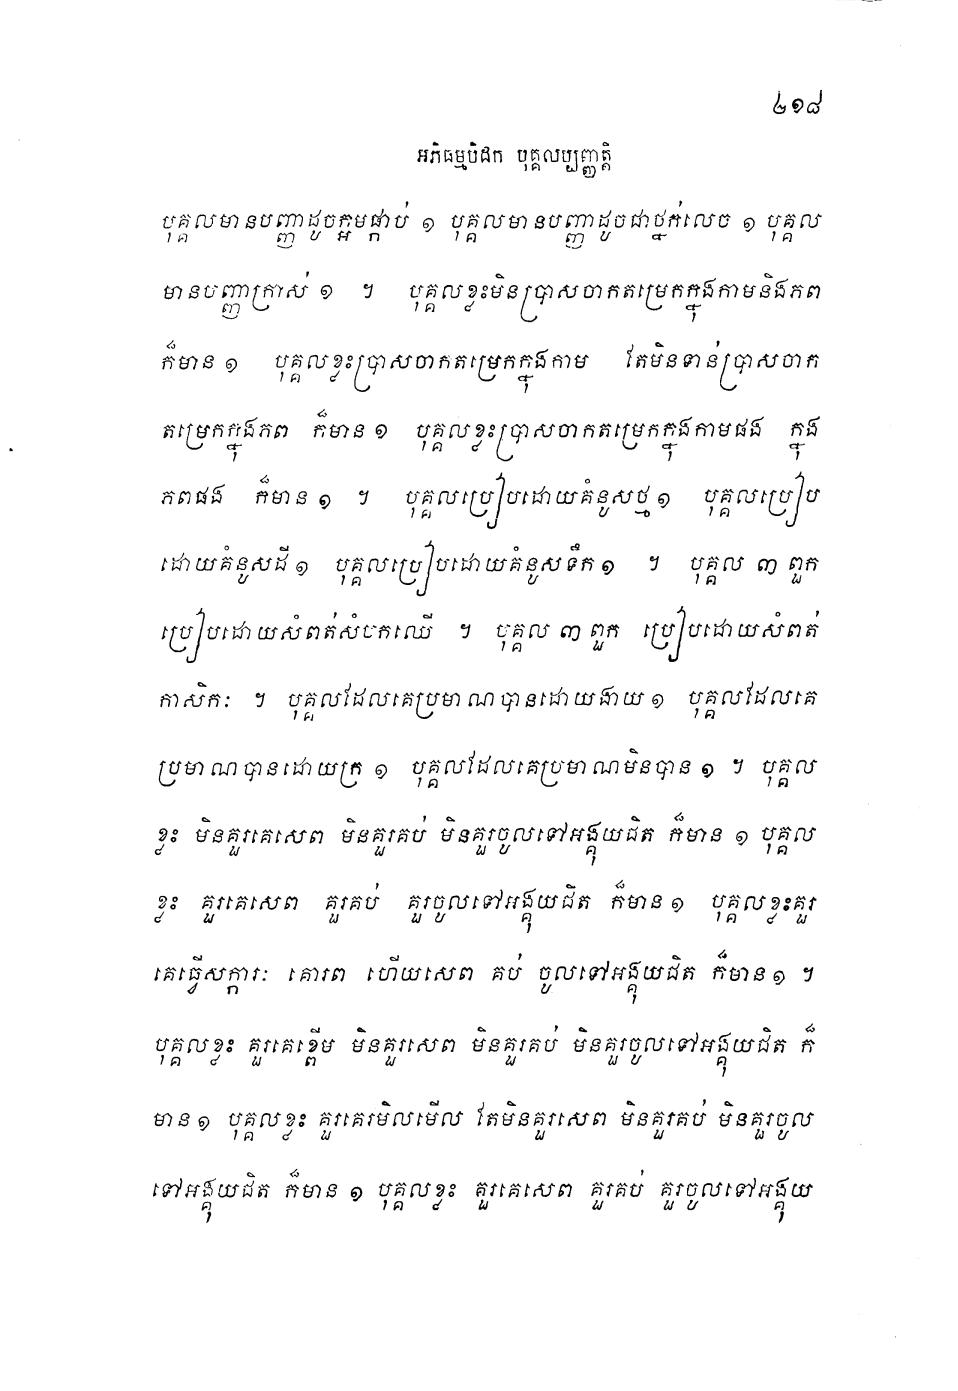 ២១៨
អភិធម្មបិដក បុគ្គលប្បញ្ញត្តិ
បុគ្គលមានបញ្ញាដូចក្អមផ្កាប់ ១ បុគ្គលមានបញ្ញាដូចជាថ្នក់លេច ១ បុគ្គល
មានបញ្ញាក្រាស់ ១ ។ បុគ្គលខ្លះមិនប្រាសចាកតម្រេកក្នុងកាមនិងភព
ក៏មាន ១ បុគ្គលខ្លះប្រាសចាកតម្រេកក្នុងកាម តែមិនទាន់ប្រាសចាក
តម្រេកក្នុងភព ក៏មាន ១ បុគ្គលខ្លះប្រាសចាកតម្រេកក្នុងកាមផង ក្នុង
ភពផង ក៏មាន ១ ។ បុគ្គលប្រៀបដោយគំនូសថ្ម ១ បុគ្គលប្រៀប
ដោយគំនូសដី ១ បុគ្គលប្រៀបដោយគំនូសទឹក ១ ។ បុគ្គល ៣ ពួក
ប្រៀបដោយសំពត់សំបកឈើ ។ បុគ្គល ៣ ពួក ប្រៀបដោយសំពត់
កាសិកៈ ។ បុគ្គលដែលគេប្រមាណបានដោយងាយ ១ បុគ្គលដែលគេ
ប្រមាណបានដោយក្រ ១ បុគ្គលដែលគេប្រមាណមិនបាន ១ ។ បុគ្គល
ខ្លះ មិនគួរគេសេព មិនគួរគប់ មិនគួរចូលទៅអង្គុយជិត ក៏មាន ១ បុគ្គល
ខ្លះ គួរគេសេព គួរគប់ គួរចូលទៅអង្គុយជិត ក៏មាន ១ បុគ្គលខ្លះគួរ
គេធ្វើសក្ការៈ គោរព ហើយសេព គប់ ចូលទៅអង្គុយជិត ក៏មាន ១ ។
បុគ្គលខ្លះ គួរគេខ្ពើម មិនគួរសេព មិនគួរគប់ មិនគួរចូលទៅអង្គុយជិត ក៏
មាន ១ បុគ្គលខ្លះ គួរគេរមិលមើល តែមិនគួរសេព មិនគួរគប់ មិនគួរចូល
ទៅអង្គុយជិត ក៏មាន ១ បុគ្គលខ្លះ គួរគេសេព គួរគប់ គួរចូលទៅអង្គុយ